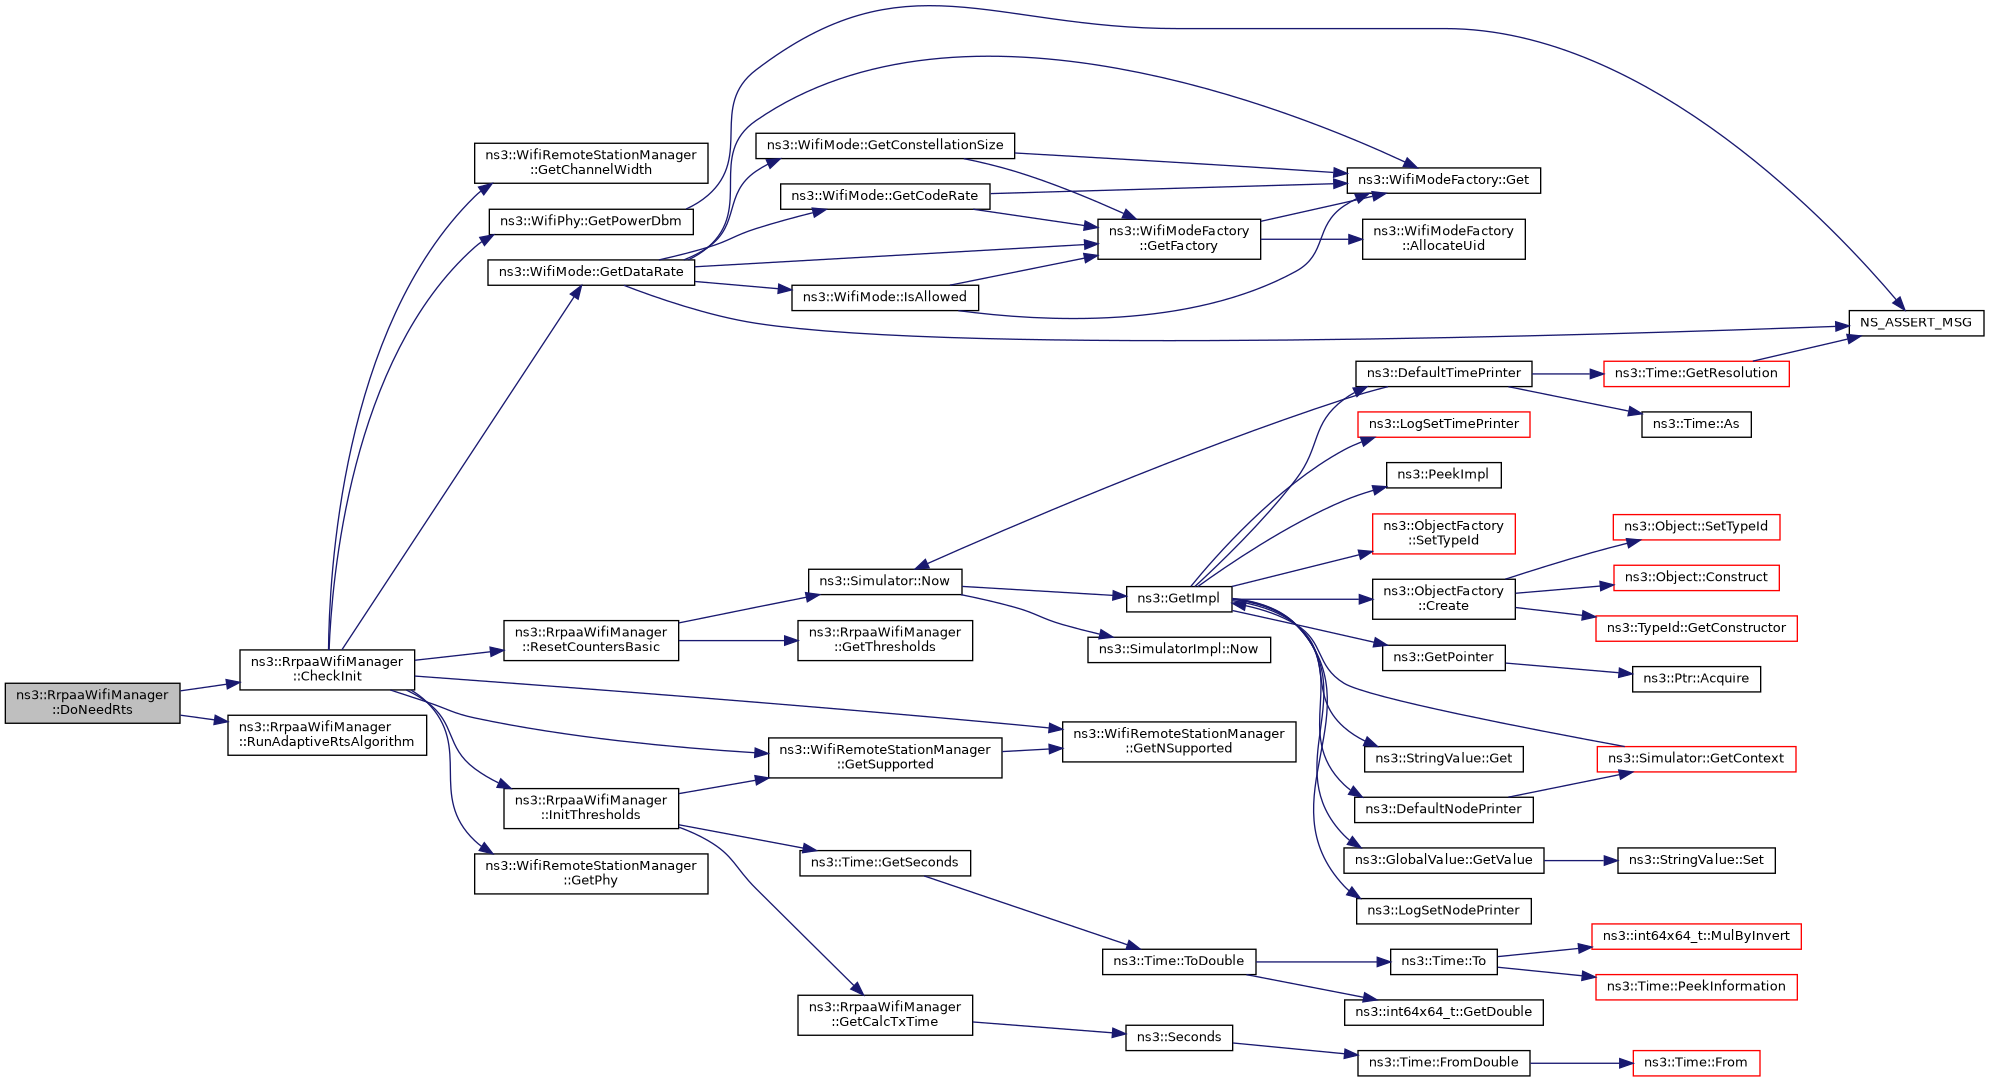 ns3::RrpaaWifiManager
::DoNeedRts
ns3::RrpaaWifiManager
::CheckInit
ns3::RrpaaWifiManager
::RunAdaptiveRtsAlgorithm
ns3::WifiRemoteStationManager
::GetChannelWidth
ns3::WifiPhy::GetPowerDbm
ns3::WifiMode::GetDataRate
ns3::RrpaaWifiManager
::ResetCountersBasic
ns3::RrpaaWifiManager
::InitThresholds
ns3::WifiRemoteStationManager
::GetPhy
ns3::WifiMode::GetConstellationSize
ns3::WifiMode::GetCodeRate
ns3::WifiMode::IsAllowed
ns3::Simulator::Now
ns3::RrpaaWifiManager
::GetThresholds
ns3::WifiRemoteStationManager
::GetSupported
ns3::Time::GetSeconds
ns3::RrpaaWifiManager
::GetCalcTxTime
ns3::WifiModeFactory
::GetFactory
ns3::GetImpl
ns3::SimulatorImpl::Now
ns3::WifiRemoteStationManager
::GetNSupported
ns3::Time::ToDouble
ns3::Seconds
ns3::WifiModeFactory::Get
ns3::WifiModeFactory
::AllocateUid
ns3::DefaultTimePrinter
ns3::LogSetTimePrinter
ns3::PeekImpl
ns3::ObjectFactory
::SetTypeId
ns3::ObjectFactory
::Create
ns3::GetPointer
ns3::StringValue::Get
ns3::DefaultNodePrinter
ns3::GlobalValue::GetValue
ns3::LogSetNodePrinter
ns3::Time::To
ns3::int64x64_t::GetDouble
ns3::Time::FromDouble
NS_ASSERT_MSG
ns3::Time::GetResolution
ns3::Time::As
ns3::Object::SetTypeId
ns3::Object::Construct
ns3::TypeId::GetConstructor
ns3::Ptr::Acquire
ns3::Simulator::GetContext
ns3::StringValue::Set
ns3::int64x64_t::MulByInvert
ns3::Time::PeekInformation
ns3::Time::From